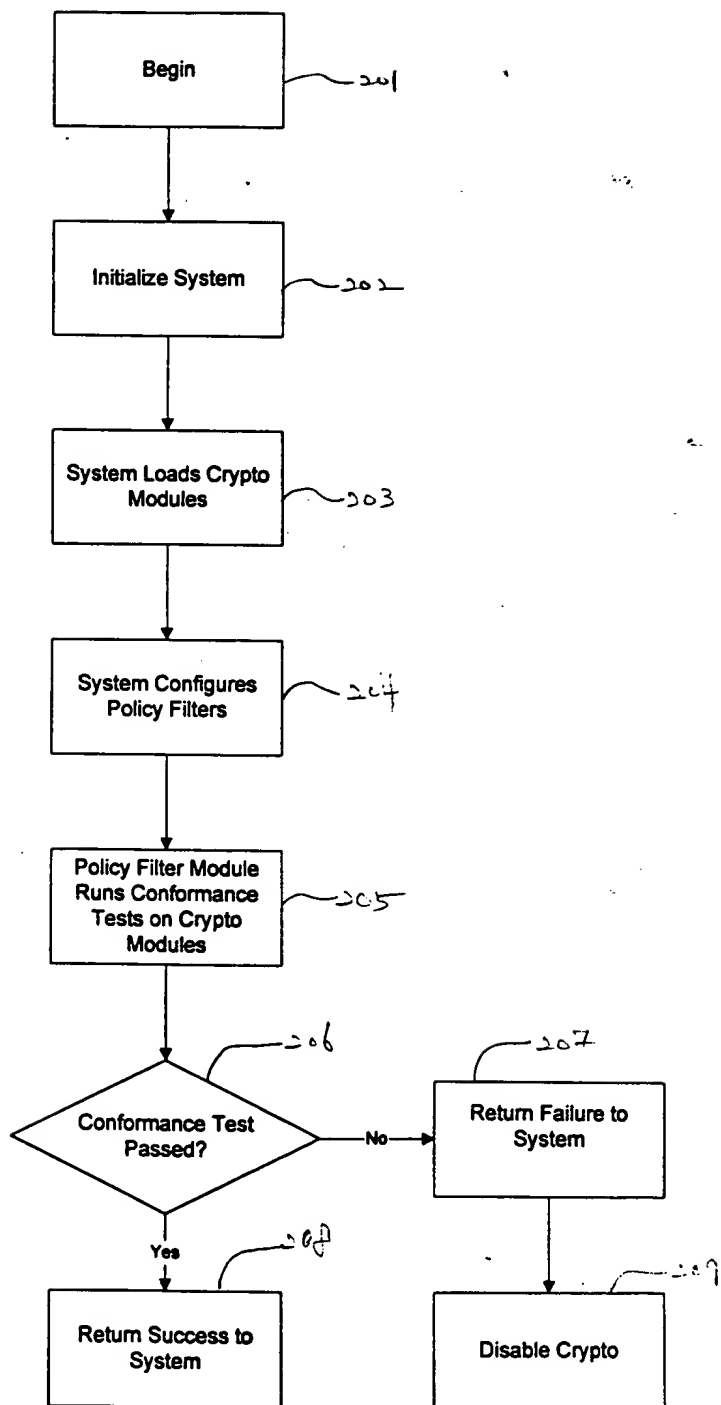 Begin
201
Initialize System
202
System Loads Crypto
Modules
203
System Configures
Policy Filters
204
Policy Filter Module
Runs Conformance
Tests on Crypto
Modules
205
206
Conformance Test
Passed?
No
207
Return Failure to
System
Yes
208
Return Success to
System
209
Disable Crypto